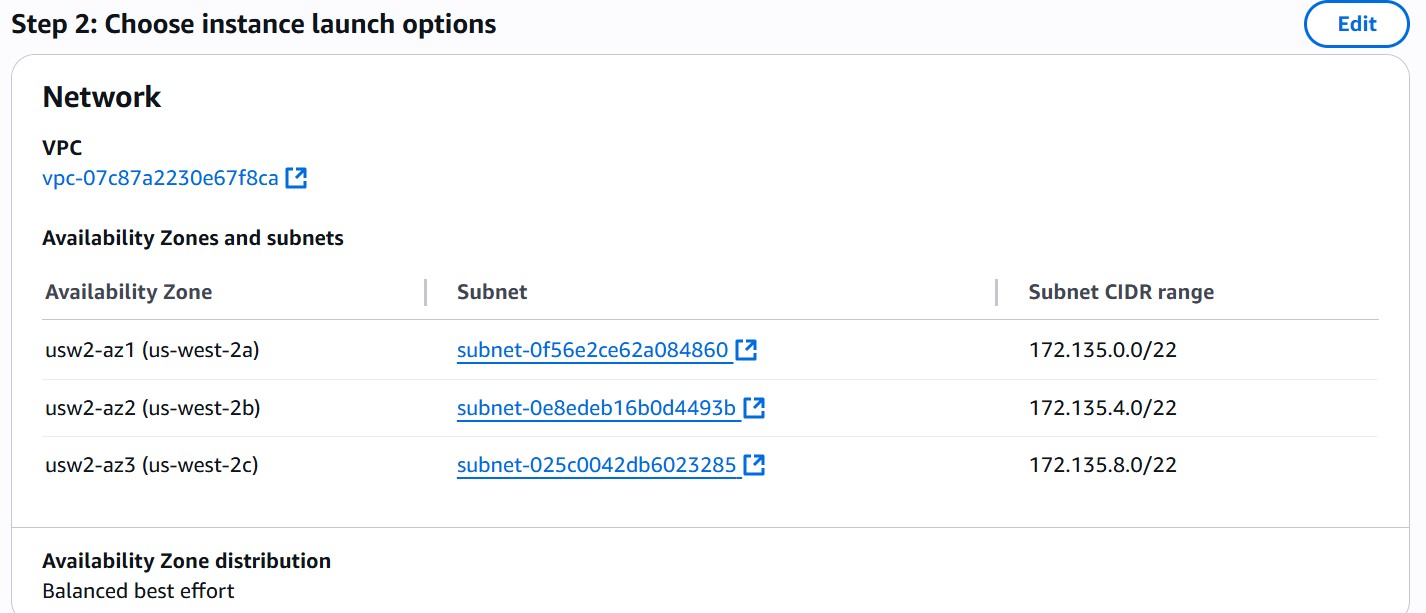 Step 2: Choose instance launch options
Edit
Network
VPC
vpc-07c87a2230e67f8ca
Availability Zones and subnets
Availability Zone Subnet Subnet CIDR range
usw2-az1 (us-west-2a) subnet-0f56e2ce62a084860 172.135.0.0/22
usw2-az2 (us-west-2b) subnet-0e8edeb16b0d4493b 172.135.4.0/22
usw2-az3 (us-west-2c) subnet-025c0042db6023285 172.135.8.0/22
Availability Zone distribution
Balanced best effort